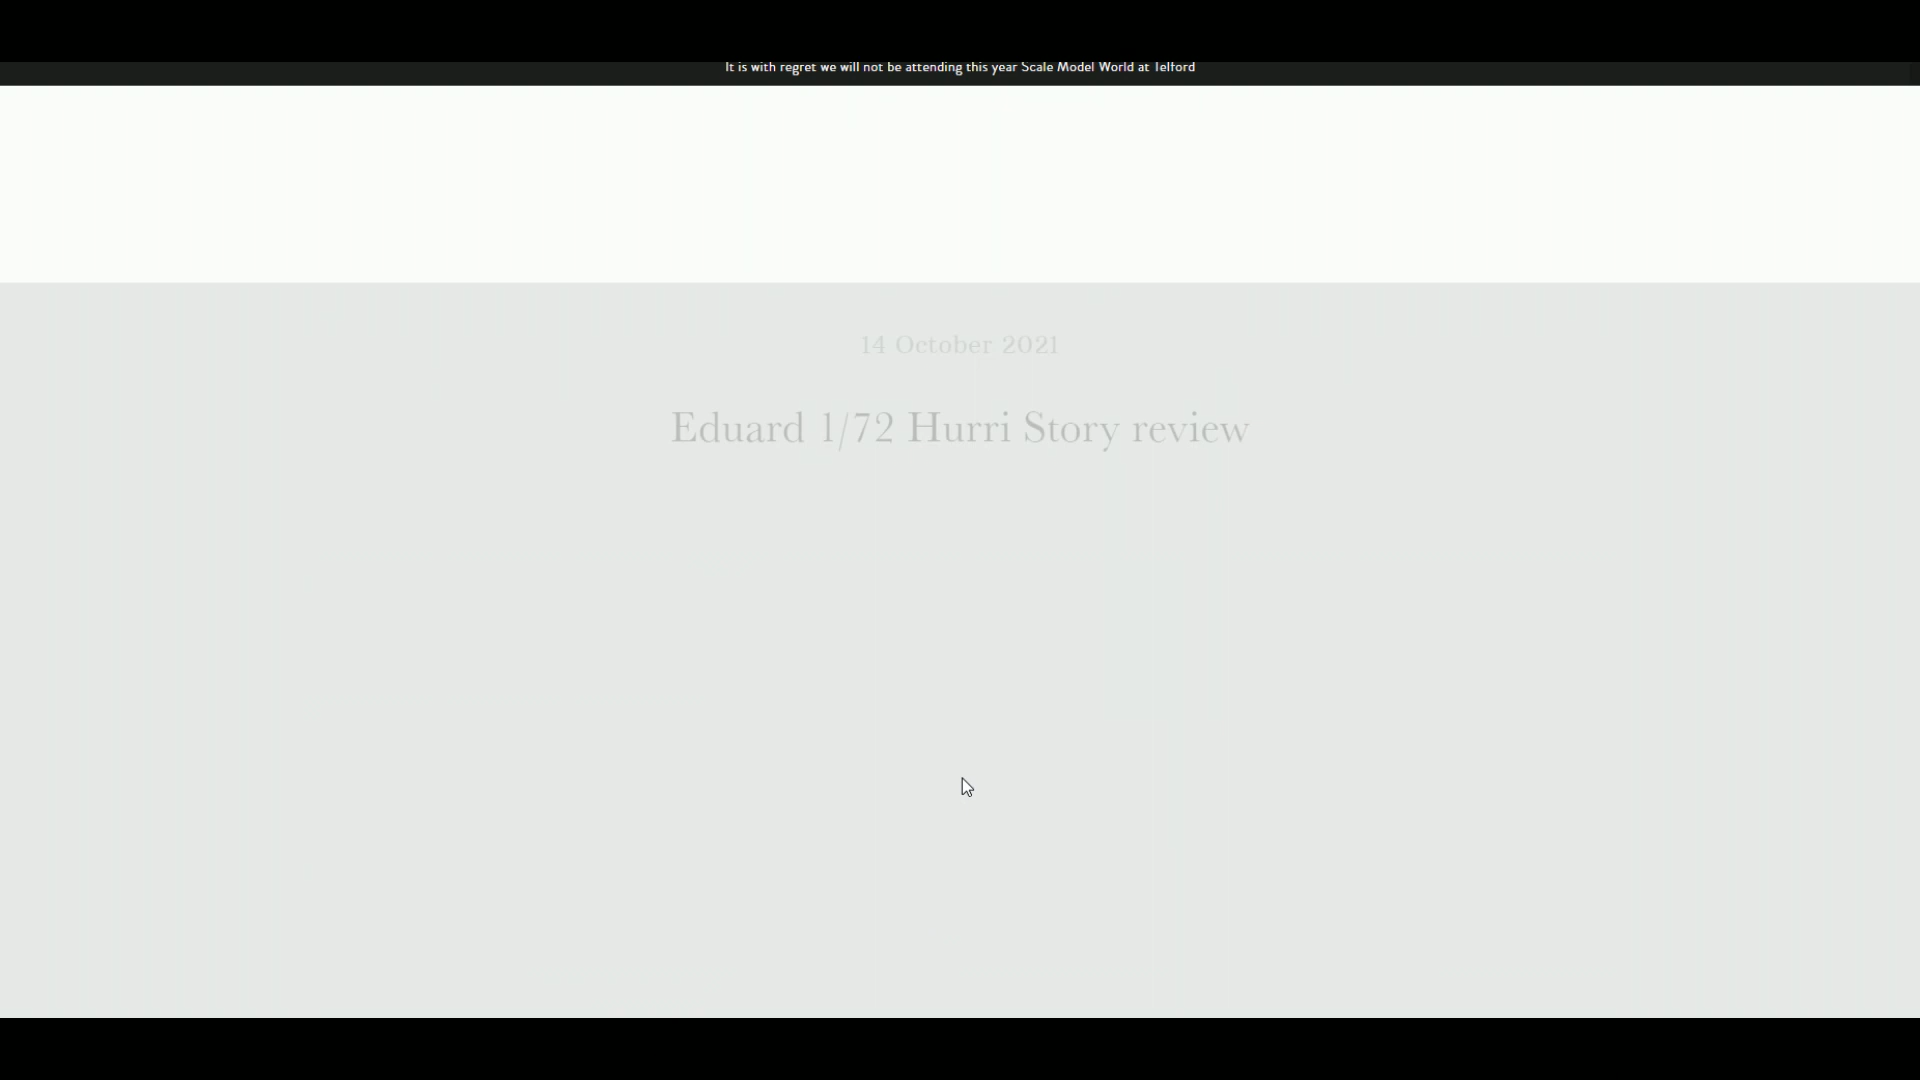 It is with regret we will not be attending this year Scale Model World at Telford
14 October 2021
Eduard 1/72 Hurri Story review